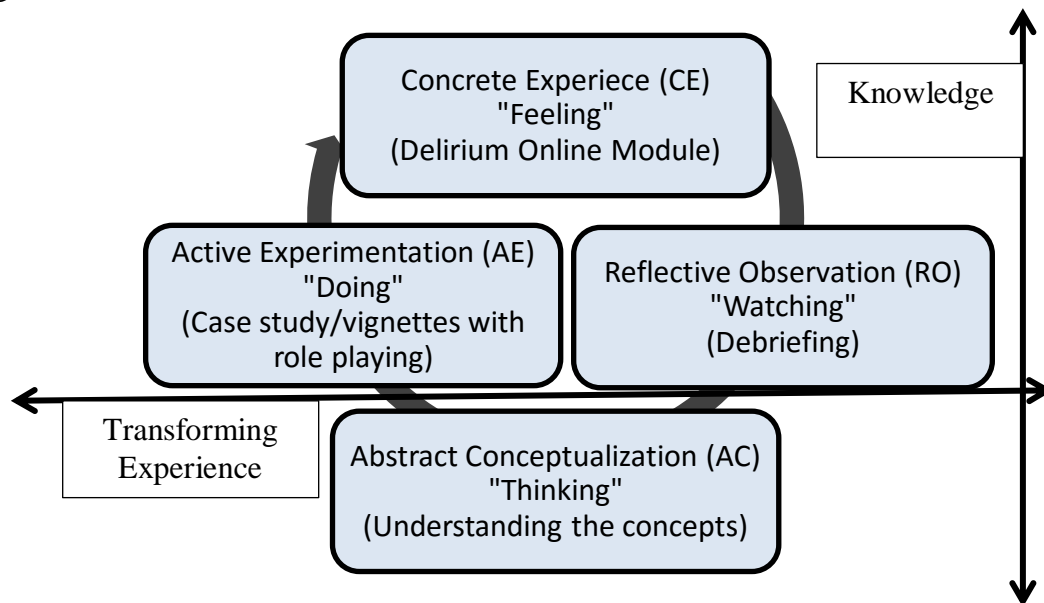 Concrete Experiece (CE)
"Feeling"
(Delirium Online Module)
Knowledge
Active Experimentation (AE)
"Doing"
(Case study/vignettes with
role playing)
Reflective Observation (RO)
"Watching"
(Debriefing)
Transforming
Experience
Abstract Conceptualization (AC)
"Thinking"
(Understanding the concepts)